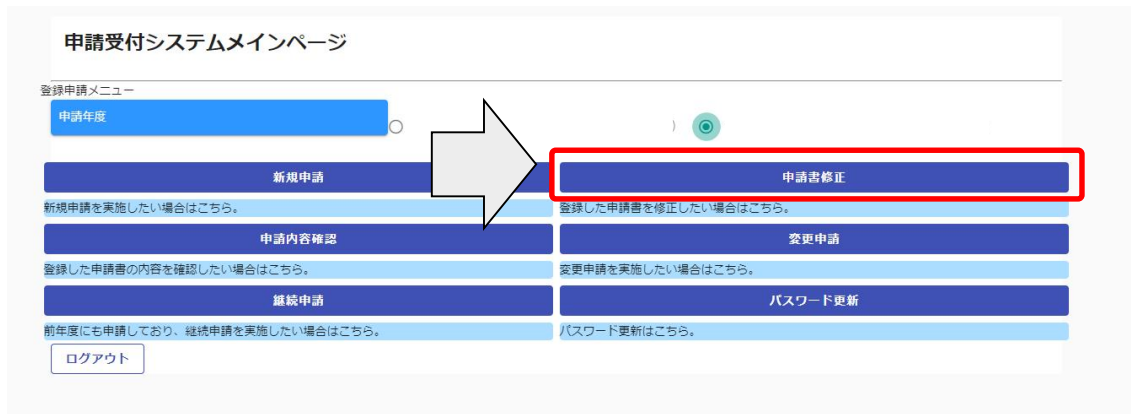 申請受付システムメインページ
登録申請メニュー
申請年度
）
新規申請
申請書修正
新規申請を実施したい場合はこちら。
登録した申請書を修正したい場合はこちら。
申請内容確認
変更申請
登録した申請書の内容を確認したい場合はこちら。
変更申請を実施したい場合はこちら。
継続申請
パスワード更新
前年度にも申請しており、継続申請を実施したい場合はこちら。
パスワード更新はこちら。
ログアウト